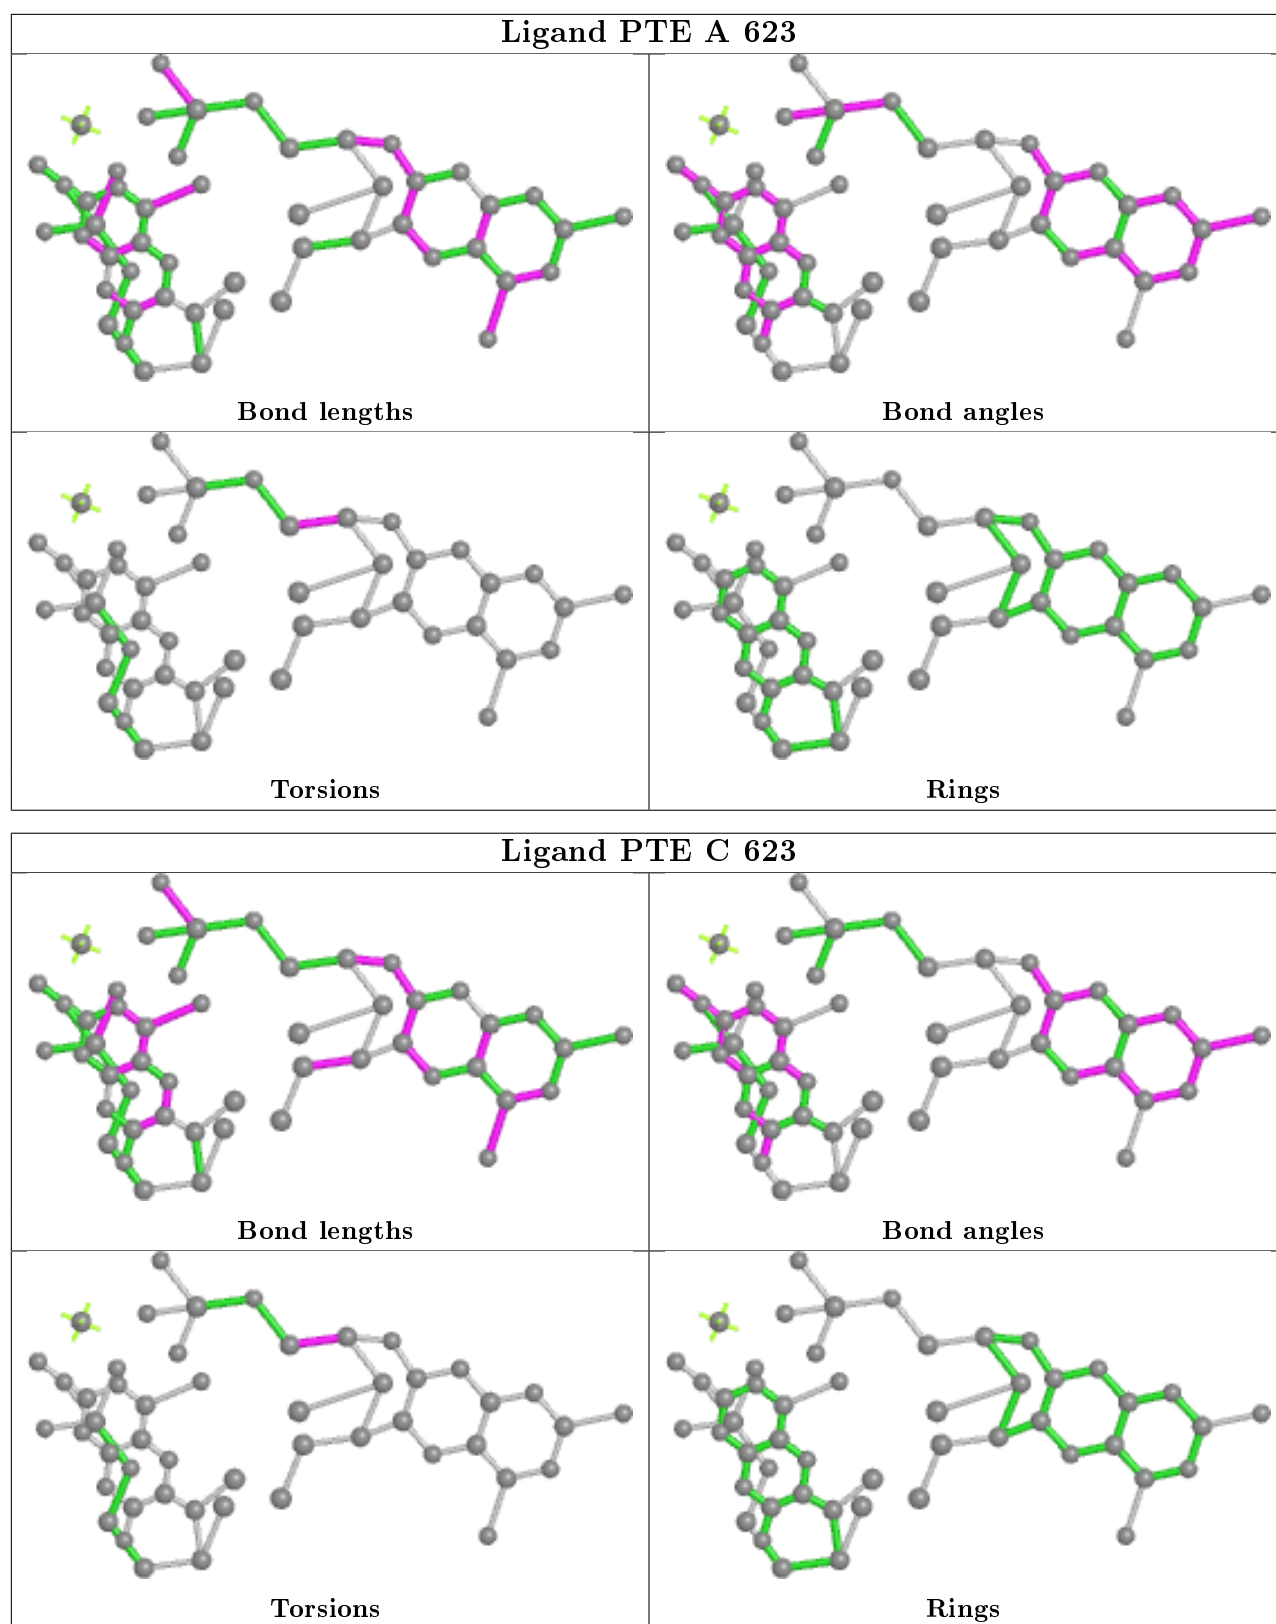 Ligand PTE A 623
Bond lengths
Bond angles
Torsions
Rings
Ligand PTE C 623
Bond lengths
Bond angles
Torsions
Rings